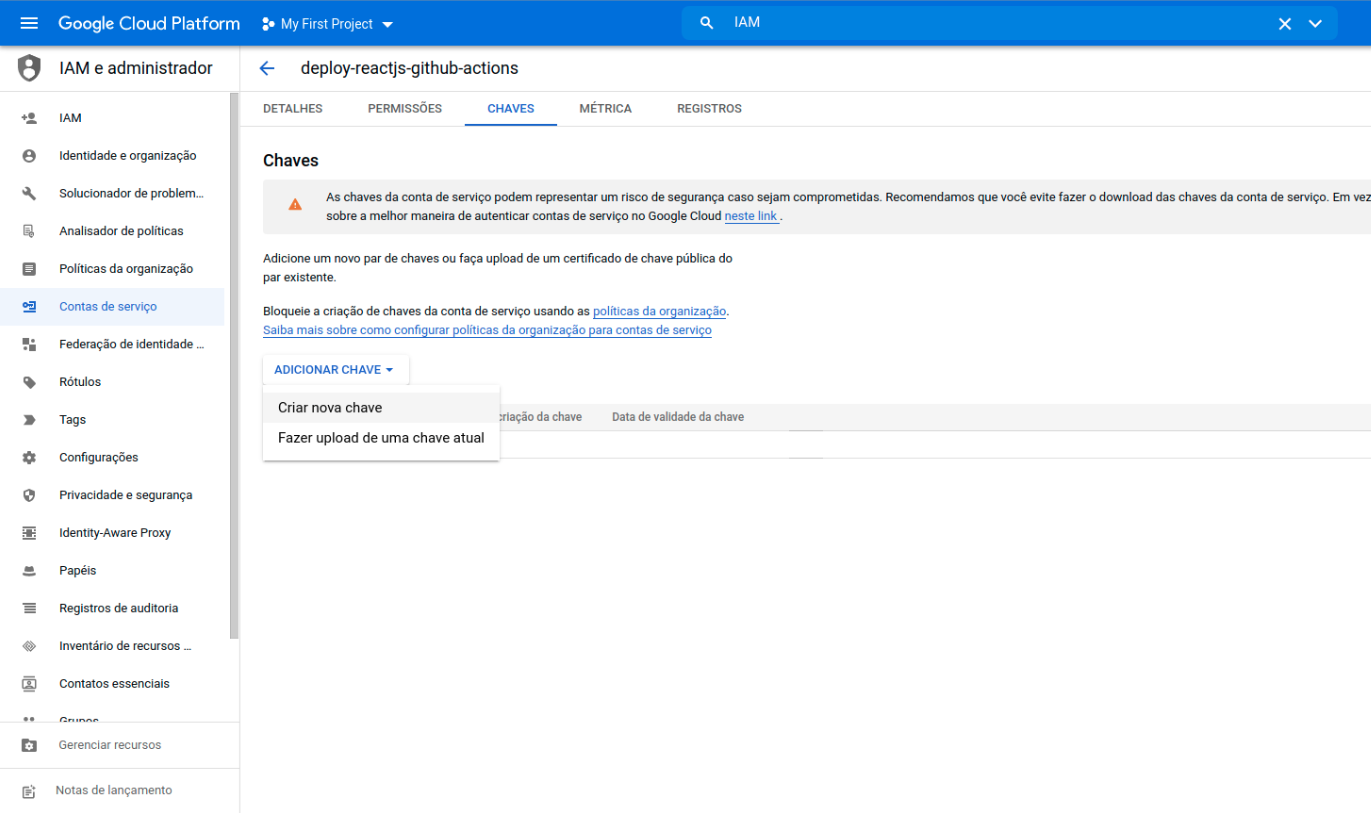 Google Cloud Platform
My First Project
IAM
IAM e administrador
deploy-reactjs-github-actions
DETALHES
PERMISSÕES
CHAVES
MÉTRICA
REGISTROS
IAM
Identidade e organização
Solucionador de problem...
Analisador de políticas
Políticas da organização
Contas de serviço
Federação de identidade ...
Rótulos
Tags
Configurações
Privacidade e segurança
Identity-Aware Proxy
Papéis
Registros de auditoria
Inventário de recursos ...
Contatos essenciais
Grupos
Gerenciar recursos
Notas de lançamento
Chaves
As chaves da conta de serviço podem representar um risco de segurança caso sejam comprometidas. Recomendamos que você evite fazer o download das chaves da conta de serviço. Em vez
sobre a melhor maneira de autenticar contas de serviço no Google Cloud neste link .
Adicione um novo par de chaves ou faça upload de um certificado de chave pública do
par existente.
Bloqueie a criação de chaves da conta de serviço usando as políticas da organização.
Saiba mais sobre como configurar políticas da organização para contas de serviço
ADICIONAR CHAVE
Criar nova chave
Fazer upload de uma chave atual
criação da chave
Data de validade da chave